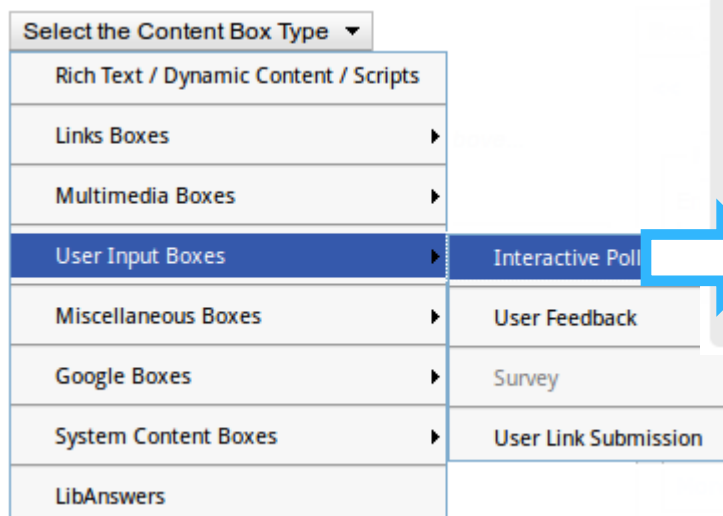 Select the Content Box Type
Rich Text / Dynamic Content / Scripts
Links Boxes
Multimedia Boxes
User Input Boxes
Interactive Poll
Miscellaneous Boxes
User Feedback
Google Boxes
Survey
System Content Boxes
User Link Submission
LibAnswers